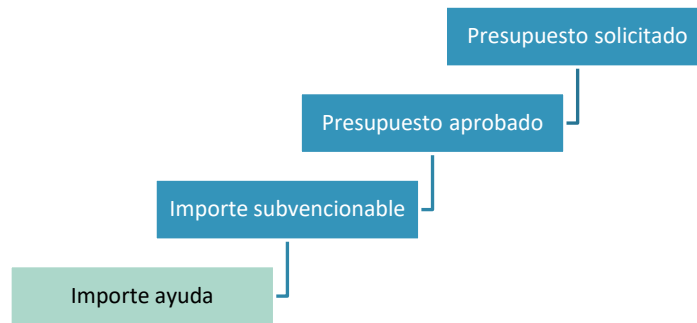 Presupuesto solicitado
Presupuesto aprobado
Importe subvencionable
Importe ayuda